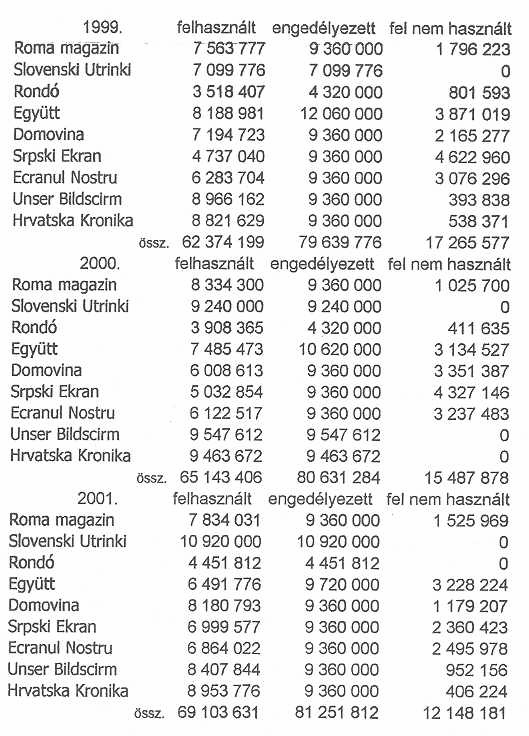 1999. felhasznált engedélyezett fel nem használt
Roma magazin 7 563 777 9 360 000 1 796 223
Slovenski Utrinki 7 099 776 7 099 776 0
Rondó 3 518 407 4 320 000 801 593
Együtt 8 188 981 12 060 000 3 871 019
Domovina 7 194 723 9 360 000 2 165 277
Srpski Ekran 4 737 040 9 360 000 4 622 960
Ecranul Nostru 6 283 704 9 360 000 3 076 296
Unser Bildscirm 8 966 162 9 360 000 393 838
Hrvatska Kronika 8 821 629 9 360 000 538 371
össz. 62 374 199 79 639 776 17 265 577
2000. felhasznált engedélyezett fel nem használt
Roma magazin 8 334 300 9 360 000 1 025 700
Slovenski Utrinki 9 240 000 9 240 000 0
Rondó 3 908 365 4 320 000 411 635
Együtt 7 485 473 10 620 000 3 134 527
Domovina 6 008 613 9 360 000 3 351 387
Srpski Ekran 5 032 854 9 360 000 4 327 146
Ecranul Nostru 6 122 517 9 360 000 3 237 483
Unser Bildscirm 9 547 612 9 547 612 0
Hrvatska Kronika 9 463 672 9 463 672 0
össz. 65 143 406 80 631 284 15 487 878
2001. felhasznált engedélyezett fel nem használt
Roma magazin 7 834 031 9 360 000 1 525 969
Slovenski Utrinki 10 920 000 10 920 000 0
Rondó 4 451 812 4 451 812 0
Együtt 6 491 776 9 720 000 3 228 224
Domovina 8 180 793 9 360 000 1 179 207
Srpski Ekran 6 999 577 9 360 000 2 360 423
Ecranul Nostru 6 864 022 9 360 000 2 495 978
Unser Bildscirm 8 407 844 9 360 000 952 156
Hrvatska Kronika 8 953 776 9 360 000 406 224
össz. 69 103 631 81 251 812 12 148 181